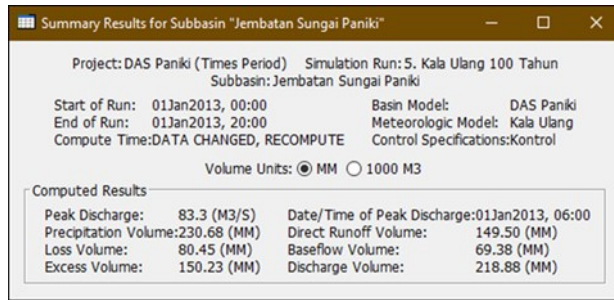 Summary Results for Subbasin "Jembatan Sungai Paniki"
Project: DAS Paniki (Times Period) Simulation Run: 5. Kala Ulang 100 Tahun
Subbasin: Jembatan Sungai Paniki
Start of Run: 01Jan2013, 00:00 Basin Model: DAS Paniki
End of Run: 01Jan2013, 20:00 Meteorologic Model: Kala Ulang
Compute Time:DATA CHANGED, RECOMPUTE Control Specifications:Kontrol
Volume Units: MM 1000 M3
Computed Results
Peak Discharge: 83.3 (M3/S) Date/Time of Peak Discharge:01Jan2013, 06:00
Precipitation Volume:230.68 (MM) Direct Runoff Volume: 149.50 (MM)
Loss Volume: 80.45 (MM) Baseflow Volume: 69.38 (MM)
Excess Volume: 150.23 (MM) Discharge Volume: 218.88 (MM)